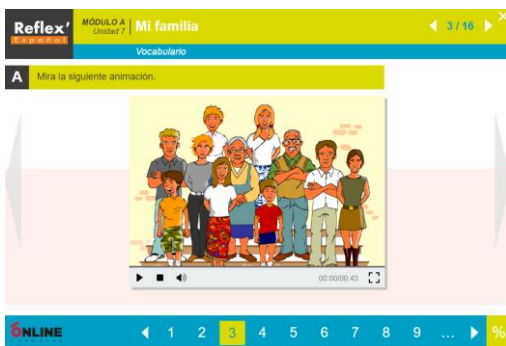 Reflex'
Español
MÓDULO A
Unidad 7
Mi familia
3 / 16
Vocabulario
A
Mira la siguiente animación.
00:00/00:43
ONLINE
1 2 3 4 5 6 7 8 9 ... %